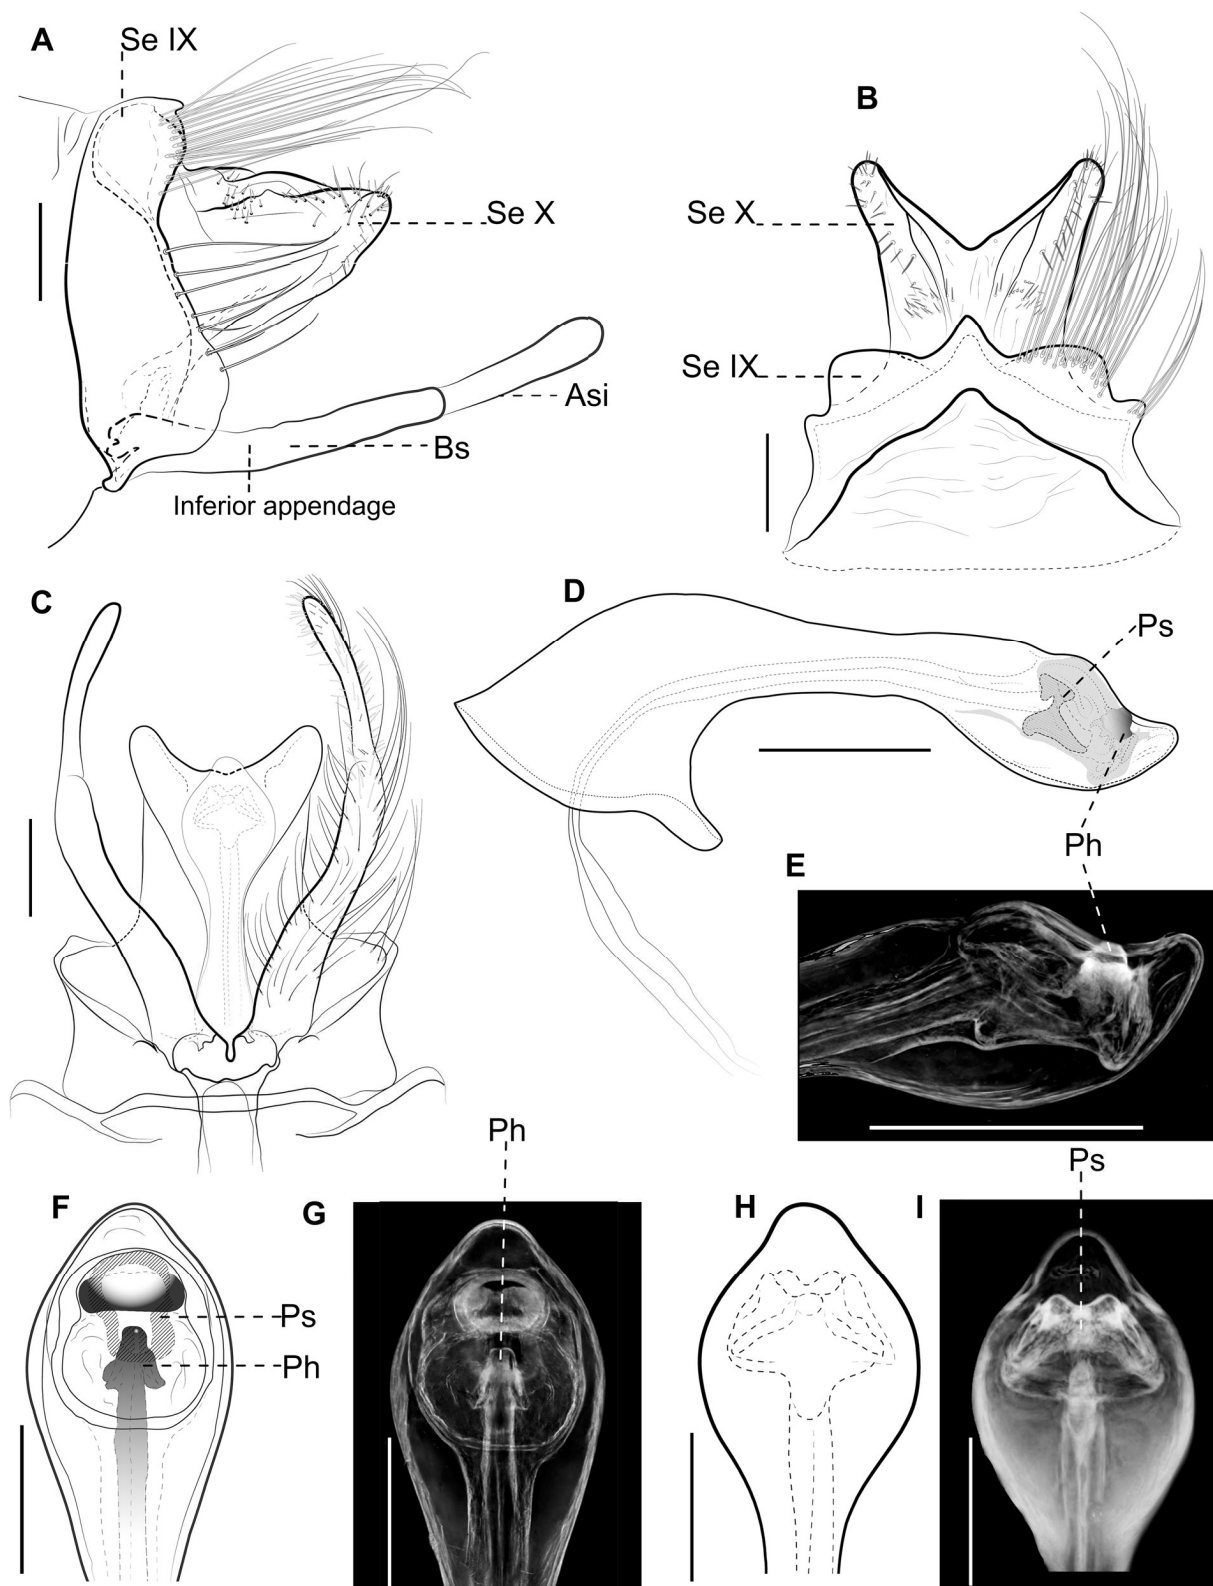 A
Se IX
B
Se X
Se X
Se IX
Asi
Bs
Inferior appendage
C
D
Ps
Ph
E
Ph
Ps
F
G
H
I
Ps
Ph